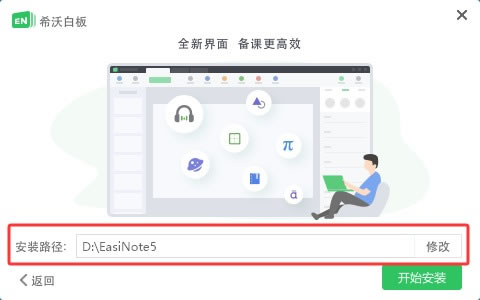 EN 希沃白板
全新界面 备课更高效
π
ā
安装路径: D:\EasiNote5 修改
返回 开始安装